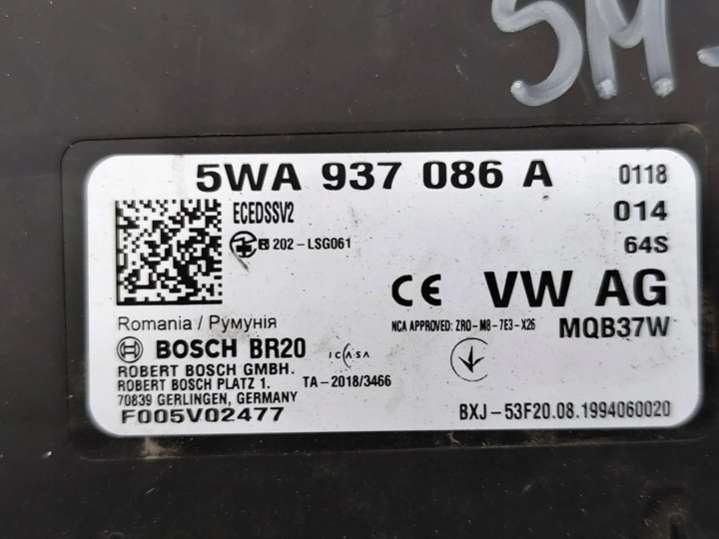 5M-
5WA 937 086 A 0118
ECEDSSV2 014
B 202-LSG061 64S
CE VW AG
Romania / Румунія NCA APPROVED: ZRO-M8-7E3-X26 MQB37W
BOSCH BR20 ICASA
ROBERT BOSCH GMBH.
ROBERT BOSCH PLATZ 1. TA-2018/3466
70839 GERLINGEN, GERMANY
F005V02477 BXJ-53F20.08.1994060020